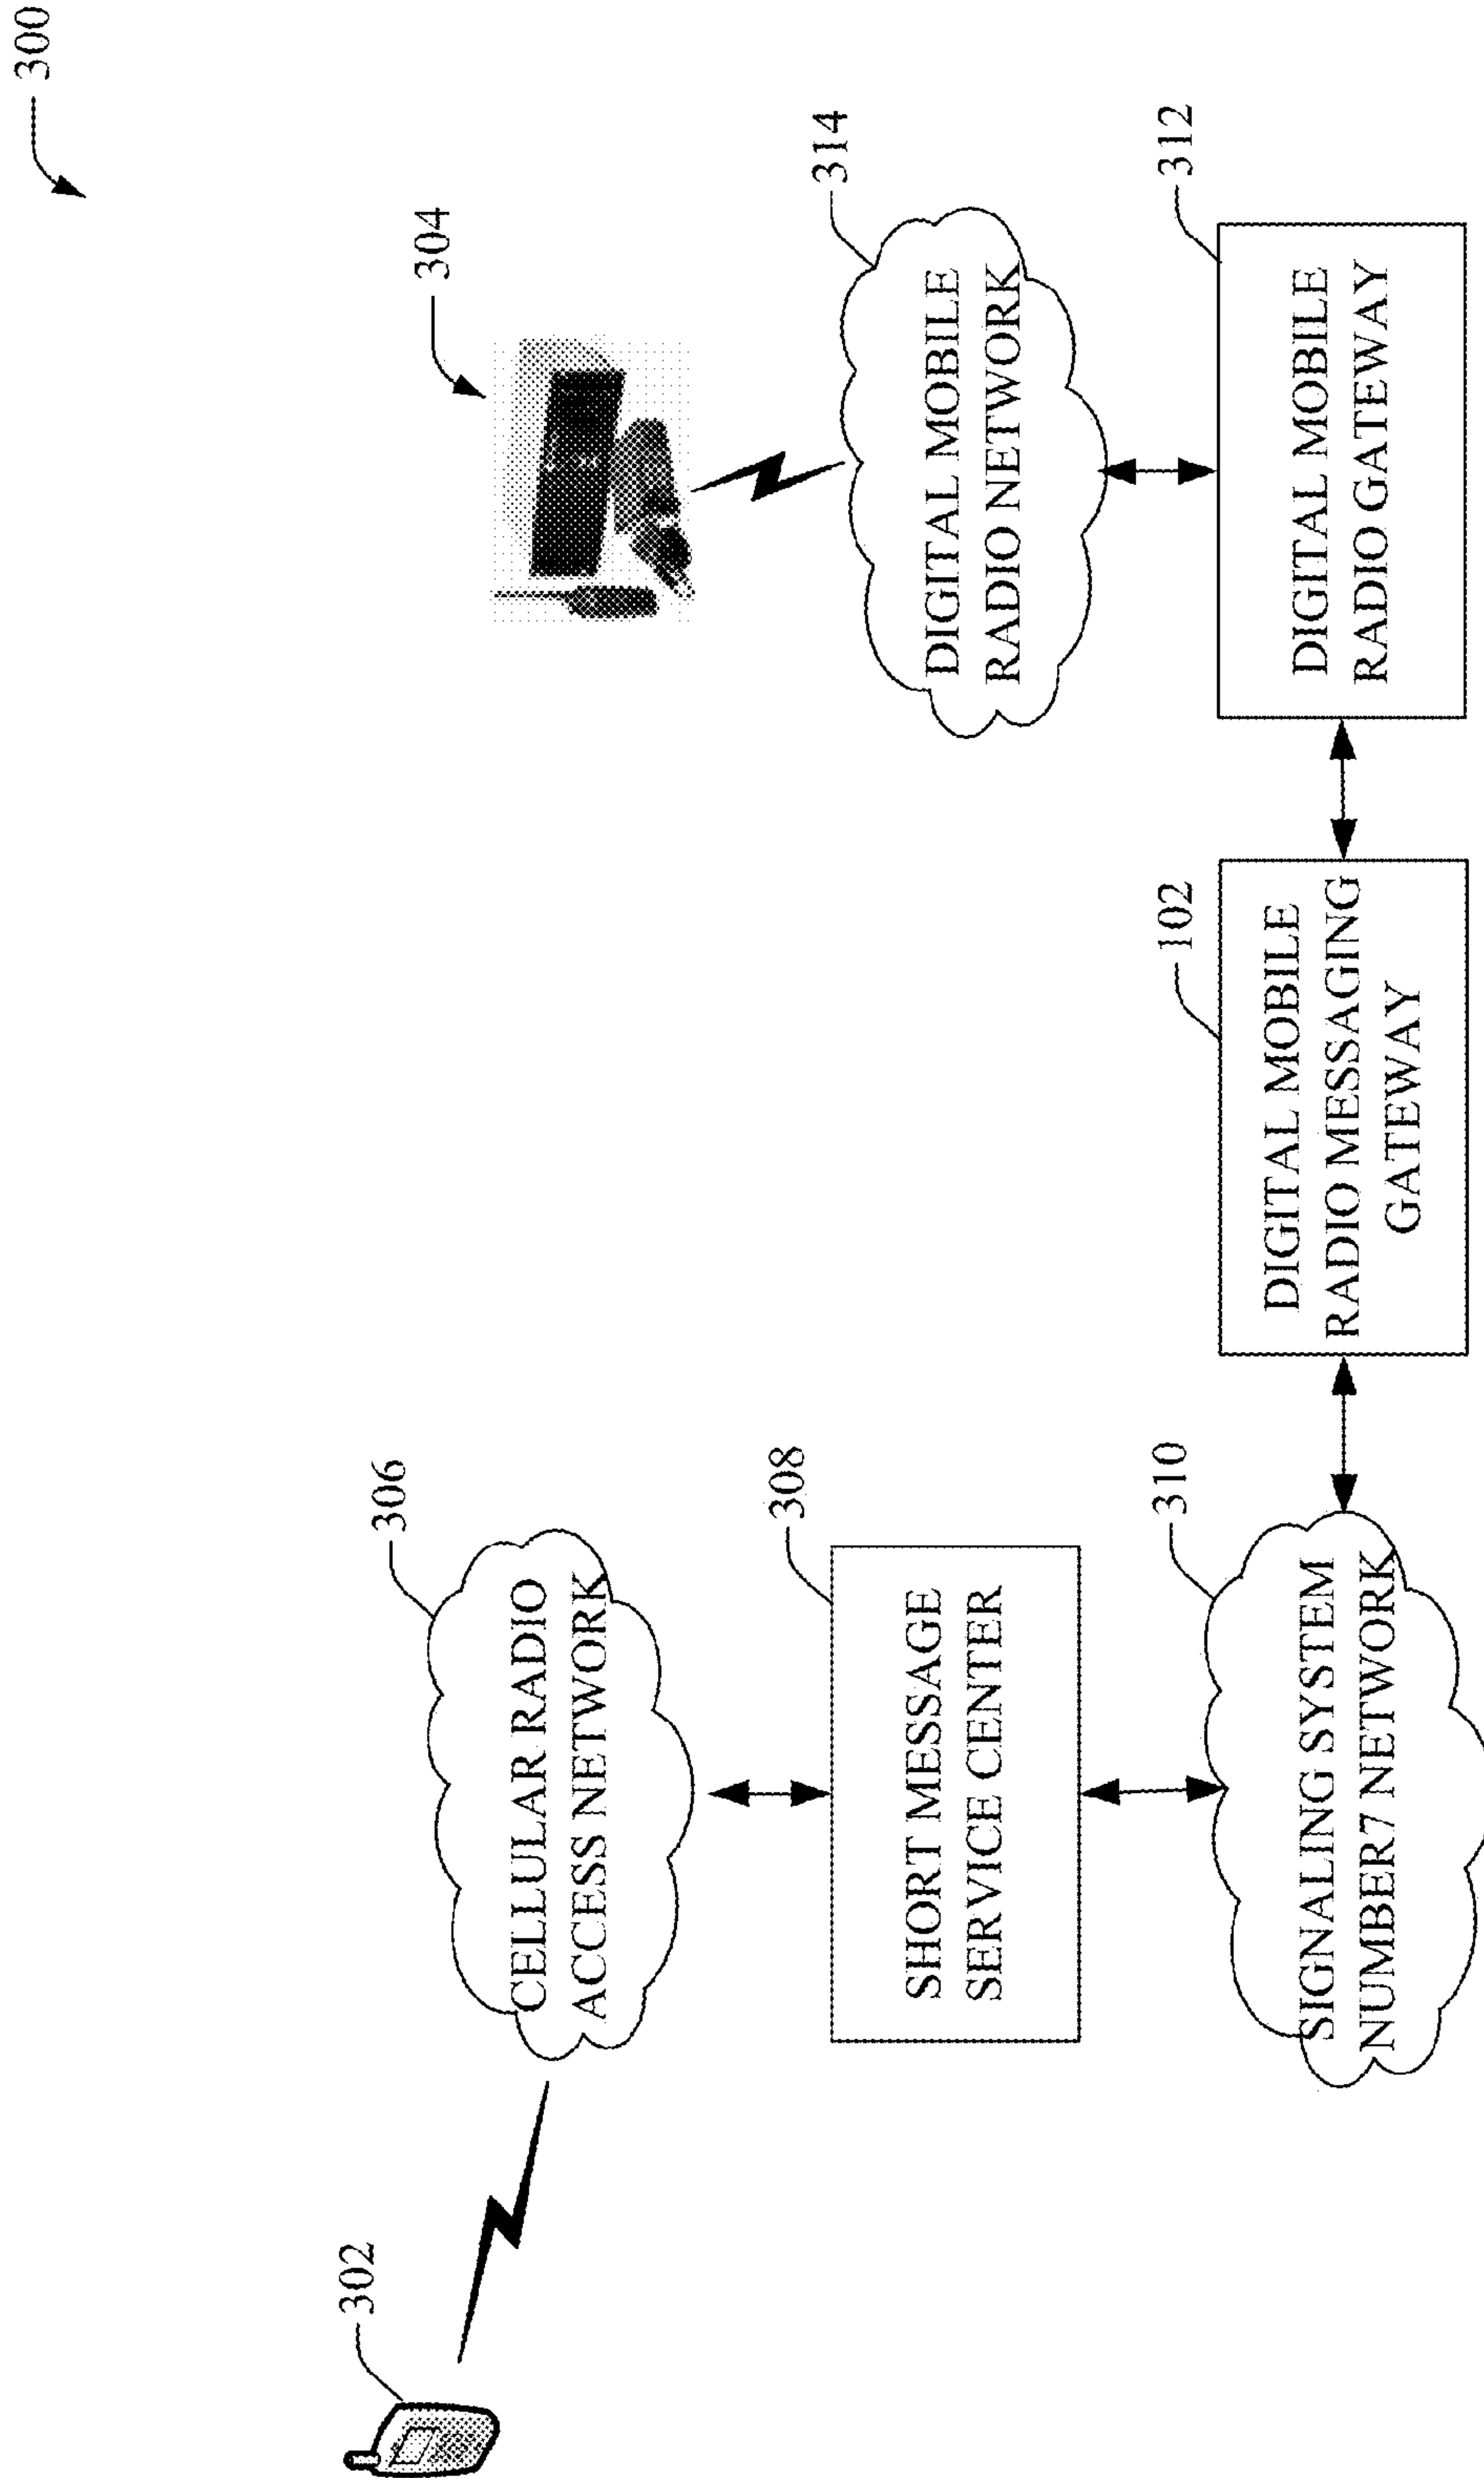 300
304
314
DIGITAL MOBILE
RADIO NETWORK
312
DIGITAL MOBILE
RADIO GATEWAY
102
DIGITAL MOBILE
RADIO MESSAGING
GATEWAY
302
306
CELLULAR RADIO
ACCESS NETWORK
308
SHORT MESSAGE
SERVICE CENTER
310
SIGNALING SYSTEM
NUMBER7 NETWORK